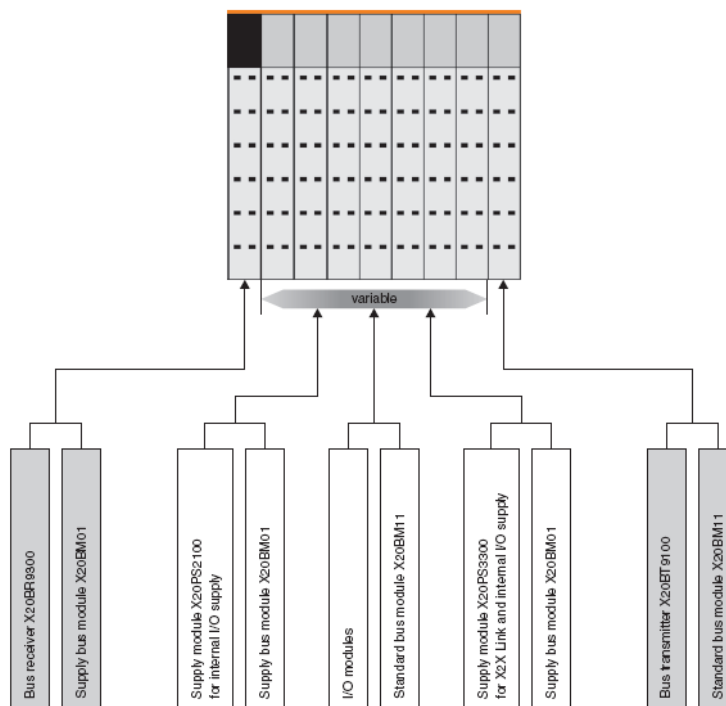 variable
Bus receiver X20BR9300
Supply bus module X20BM01
Supply module X20PS2100
for internal I/O supply
Supply bus module X20BM01
I/O modules
Standard bus module X20BM11
Supply module X20PS3300
for X2X Link and internal I/O supply
Supply bus module X20BM01
Bus transmitter X20BT9100
Standard bus module X20BM11